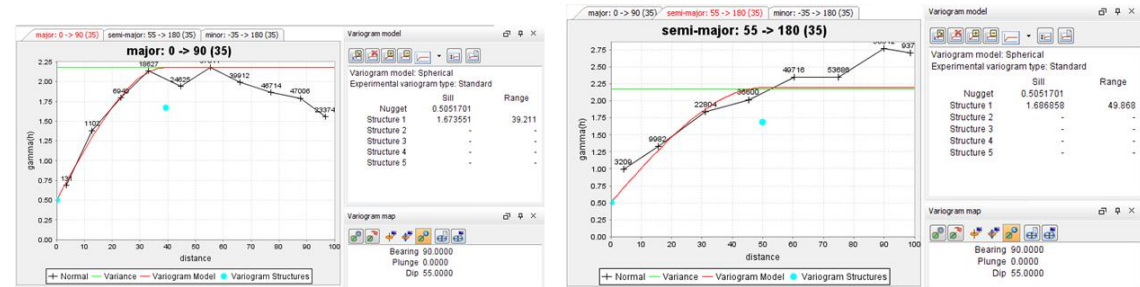 major: 0 -> 90 (35) semi-major: 55 -> 180 (35) minor: -35 -> 180 (35)
major: 0 -> 90 (35)
2.25
2.00
1.75
1.50
1.25
1.00
0.75
0.50
0.25
0.00
gamma(h)
1102
6949
18627
24625
39912
46714
47006
23374
0 10 20 30 40 50 60 70 80 90 100
distance
Normal Variance Variogram Model Variogram Structures
Variogram model
Variogram model: Spherical
Experimental variogram type: Standard
Sill Range
Nugget 0.5051701
Structure 1 1.673551 39.211
Structure 2 - -
Structure 3 - -
Structure 4 - -
Structure 5 - -
Variogram map
Bearing 90.0000
Plunge 0.0000
Dip 55.0000
major: 0 -> 90 (35) semi-major: 55 -> 180 (35) minor: -35 -> 180 (35)
semi-major: 55 -> 180 (35)
2.75
2.50
2.25
2.00
1.75
1.50
1.25
1.00
0.75
0.50
0.25
0.00
gamma(h)
3209
9982
22804
35600
49716
53686
937
0 10 20 30 40 50 60 70 80 90 100
distance
Normal Variance Variogram Model Variogram Structures
Variogram model
Variogram model: Spherical
Experimental variogram type: Standard
Sill Range
Nugget 0.5051701
Structure 1 1.686858 49.868
Structure 2 - -
Structure 3 - -
Structure 4 - -
Structure 5 - -
Variogram map
Bearing 90.0000
Plunge 0.0000
Dip 55.0000